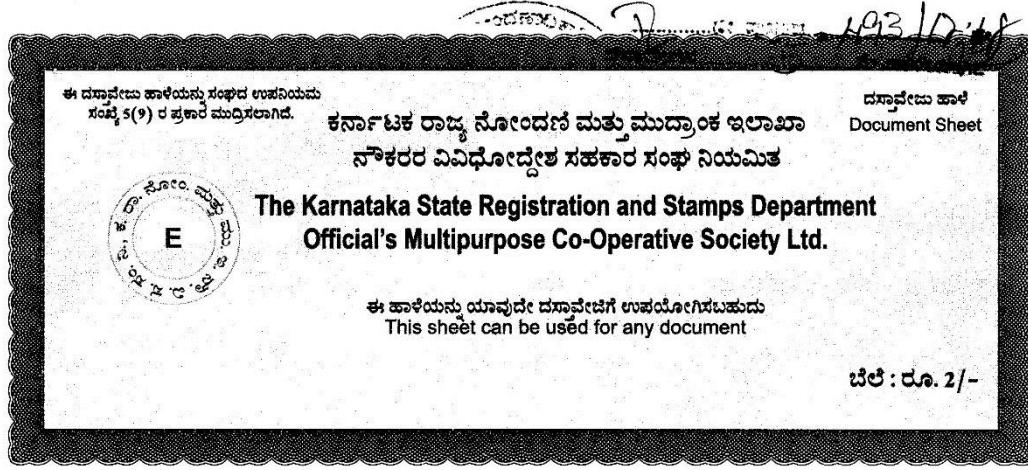 493/17-18
ಈ ದಸ್ತಾವೇಜು ಹಾಳೆಯನ್ನು ಸಂಘದ ಉಪನಿಯಮ
ಸಂಖ್ಯೆ 5(9) ರ ಪ್ರಕಾರ ಮುದ್ರಿಸಲಾಗಿದೆ.
ದಸ್ತಾವೇಜು ಹಾಳೆ
Document Sheet
ಕರ್ನಾಟಕ ರಾಜ್ಯ ನೋಂದಣಿ ಮತ್ತು ಮುದ್ರಾಂಕ ಇಲಾಖಾ
ನೌಕರರ ವಿವಿಧೋದ್ದೇಶ ಸಹಕಾರ ಸಂಘ ನಿಯಮಿತ
The Karnataka State Registration and Stamps Department
Official's Multipurpose Co-Operative Society Ltd.
E
ಈ ಹಾಳೆಯನ್ನು ಯಾವುದೇ ದಸ್ತಾವೇಜಿಗೆ ಉಪಯೋಗಿಸಬಹುದು
This sheet can be used for any document
ಬೆಲೆ : ರೂ. 2/-